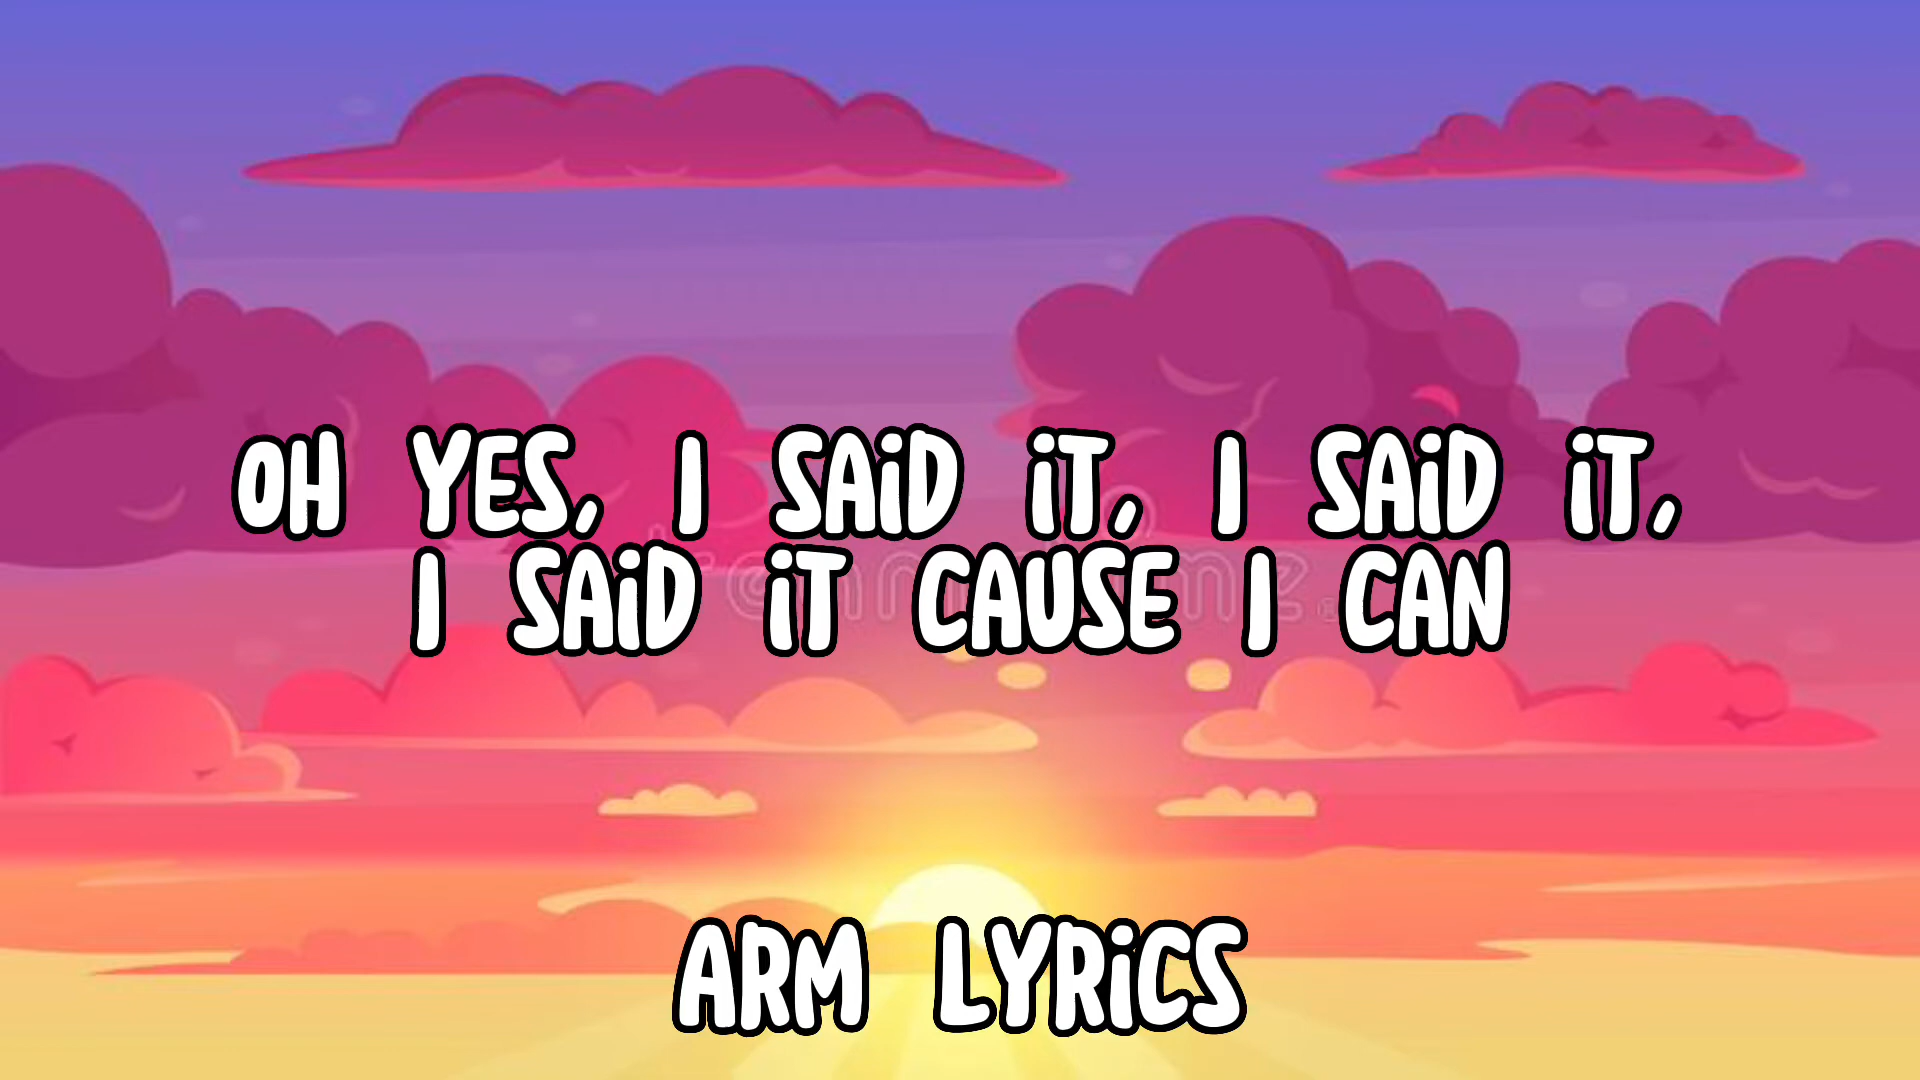 OH YES, I SAID IT, I SAID IT,
I SAID IT CAUSE I CAN
ARM LYRICS